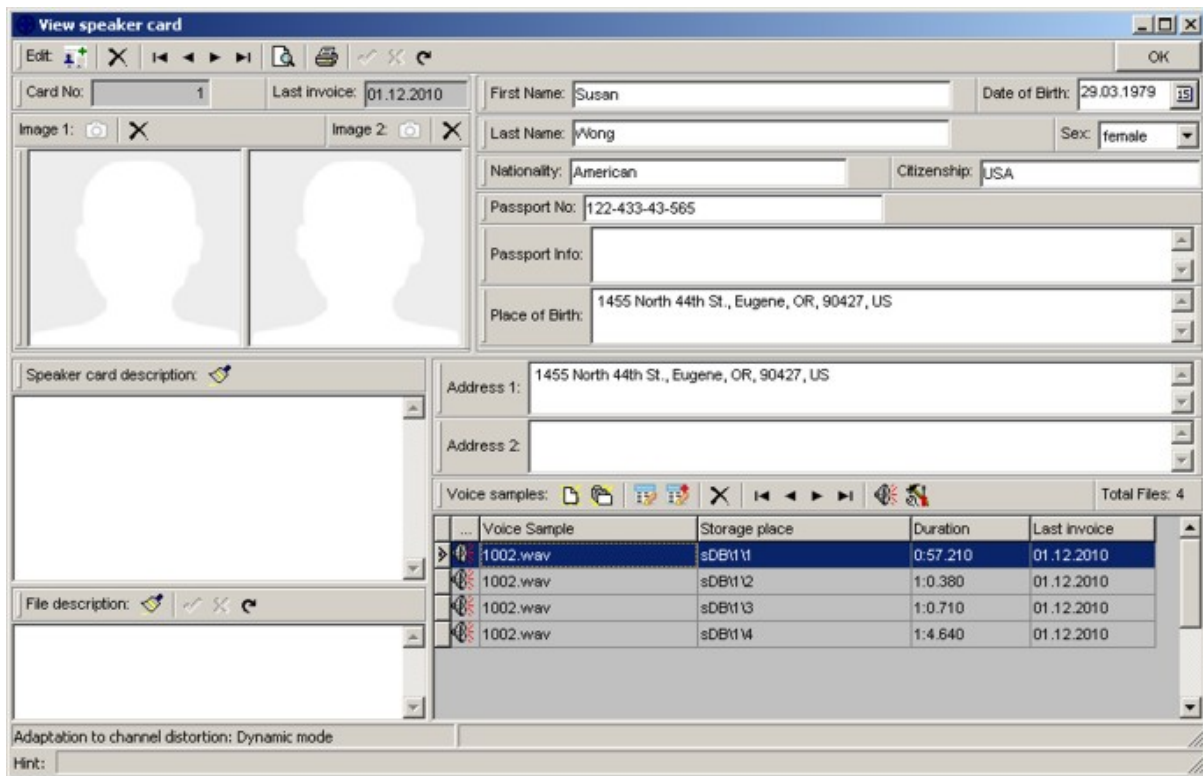 View speaker card
Edit:
OK
Card No: 1 Last invoice: 01.12.2010
First Name: Susan Date of Birth: 29.03.1979 15
Image 1: Image 2:
Last Name: Wong Sex: female
Nationality: American Citizenship: USA
Passport No: 122-433-43-565
Passport Info:
Place of Birth: 1455 North 44th St., Eugene, OR, 90427, US
Speaker card description:
Address 1: 1455 North 44th St., Eugene, OR, 90427, US
Address 2:
Voice samples: Total Files: 4
... Voice Sample Storage place Duration Last invoice
1002.wav sDB\1\1 0:57.210 01.12.2010
1002.wav sDB\1\2 1:0.380 01.12.2010
1002.wav sDB\1\3 1:0.710 01.12.2010
1002.wav sDB\1\4 1:4.640 01.12.2010
File description:
Adaptation to channel distortion: Dynamic mode
Hint: